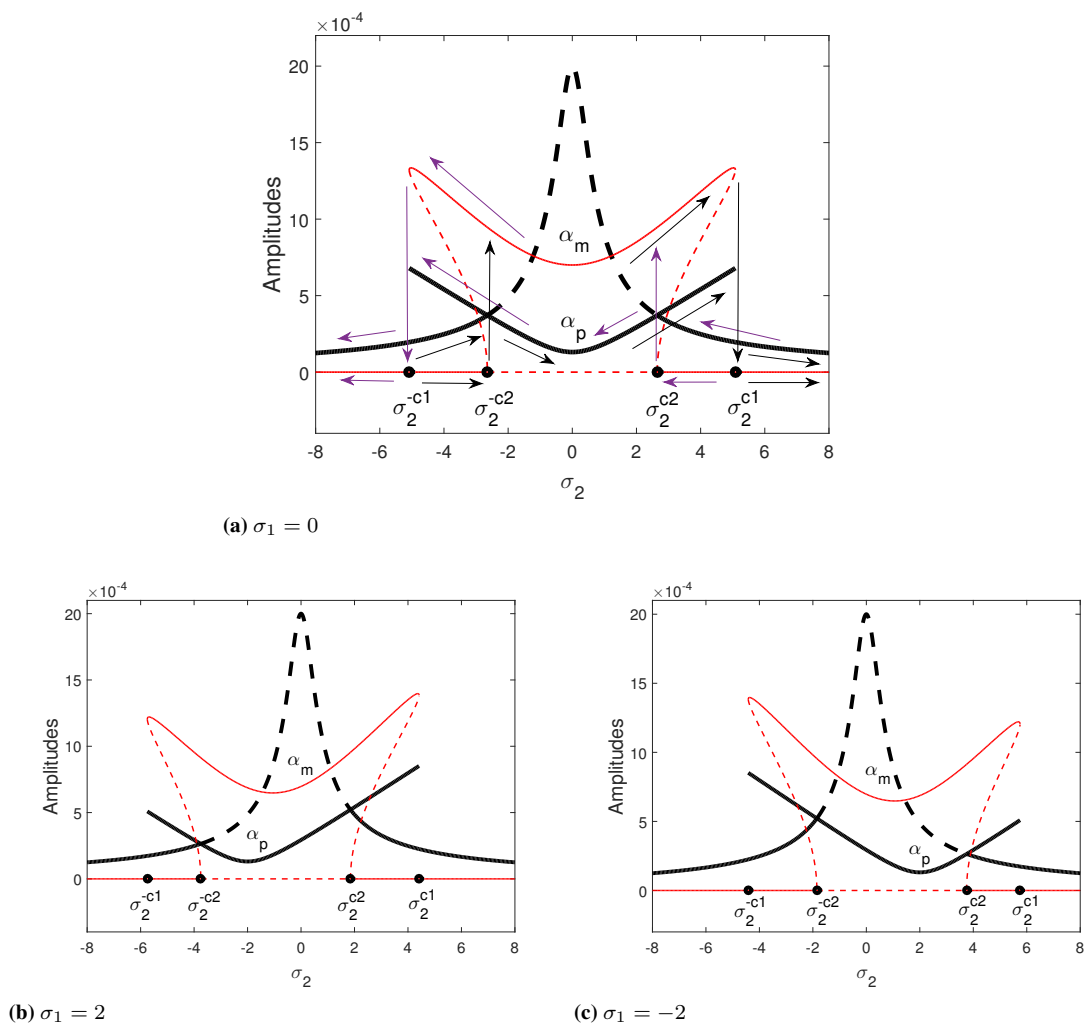 ×10⁻⁴
20
15
10
5
0
Amplitudes
α_m
α_p
σ₂^-c1 σ₂^-c2 σ₂^c2 σ₂^c1
-8 -6 -4 -2 0 2 4 6 8
σ₂
(a) σ₁ = 0
×10⁻⁴
20
15
10
5
0
Amplitudes
α_m
α_p
σ₂^-c1 σ₂^-c2 σ₂^c2 σ₂^c1
-8 -6 -4 -2 0 2 4 6 8
σ₂
(b) σ₁ = 2
×10⁻⁴
20
15
10
5
0
Amplitudes
α_m
α_p
σ₂^-c1 σ₂^-c2 σ₂^c2 σ₂^c1
-8 -6 -4 -2 0 2 4 6 8
σ₂
(c) σ₁ = −2